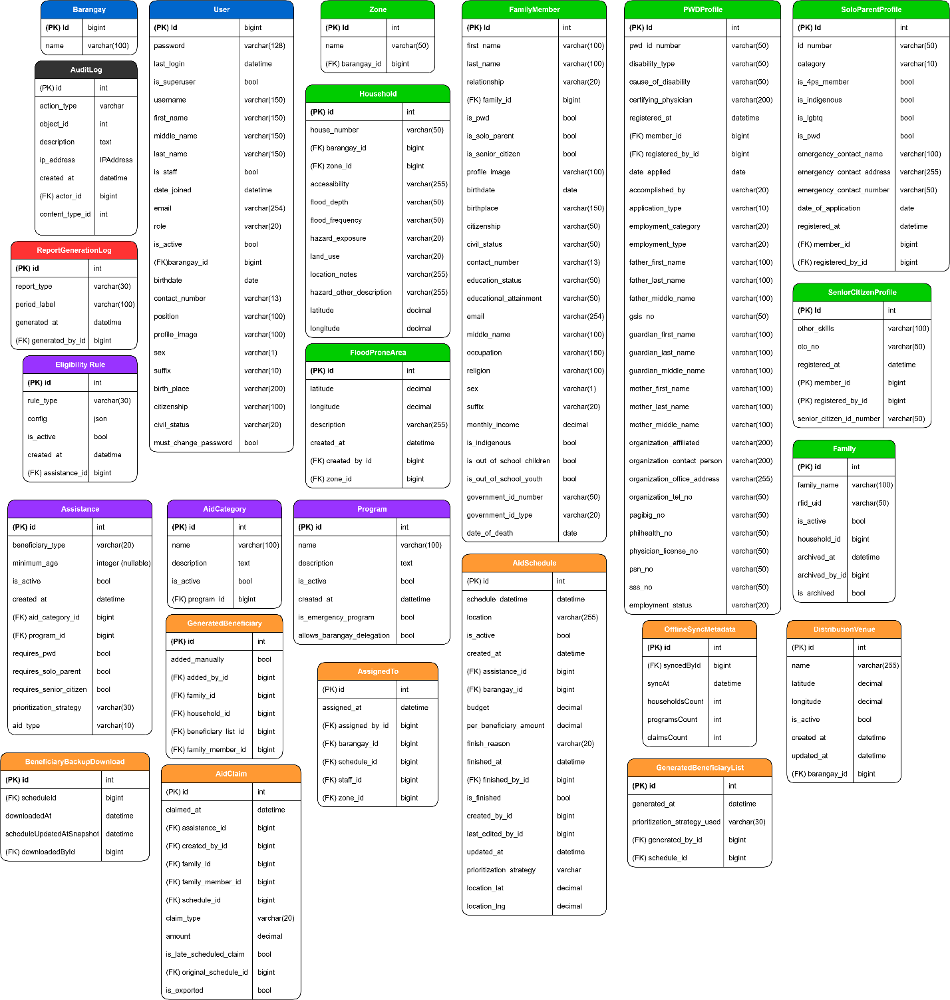 Barangay
(PK) id bigint
name varchar(100)
AuditLog
(PK) id int
action_type varchar
object_id int
description text
ip_address IPAddress
created_at datetime
(FK) actor_id bigint
content_type_id int
ReportGenerationLog
(PK) id int
report_type varchar(30)
period_label varchar(100)
generated_at datetime
(FK) generated_by_id bigint
Eligibility Rule
(PK) id int
rule_type varchar(30)
config json
is_active bool
created_at datetime
(FK) assistance_id bigint
User
(PK) id bigint
password varchar(128)
last_login datetime
is_superuser bool
username varchar(150)
first_name varchar(150)
middle_name varchar(150)
last_name varchar(150)
is_staff bool
date_joined datetime
email varchar(254)
role varchar(20)
is_active bool
(FK)barangay_id bigint
birthdate date
contact_number varchar(13)
position varchar(100)
profile_image varchar(100)
sex varchar(1)
suffix varchar(10)
birth_place varchar(200)
citizenship varchar(100)
civil_status varchar(20)
must_change_password bool
Zone
(PK) id int
name varchar(50)
(FK) barangay_id bigint
Household
(PK) id int
house_number varchar(50)
(FK) barangay_id bigint
(FK) zone_id bigint
accessibility varchar(255)
flood_depth varchar(50)
flood_frequency varchar(50)
hazard_exposure varchar(20)
land_use varchar(20)
location_notes varchar(255)
hazard_other_description varchar(255)
latitude decimal
longitude decimal
FloodProneArea
(PK) id int
latitude decimal
longitude decimal
description varchar(255)
created_at datetime
(FK) created_by_id bigint
(FK) zone_id bigint
FamilyMember
(PK) id int
first_name varchar(100)
last_name varchar(100)
relationship varchar(20)
(FK) family_id bigint
is_pwd bool
is_solo_parent bool
is_senior_citizen bool
profile_image varchar(100)
birthdate date
birthplace varchar(150)
citizenship varchar(50)
civil_status varchar(50)
contact_number varchar(13)
education_status varchar(50)
educational_attainment varchar(50)
email varchar(254)
middle_name varchar(100)
occupation varchar(150)
religion varchar(100)
sex varchar(1)
suffix varchar(20)
monthly_income decimal
is_indigenous bool
is_out_of_school_children bool
is_out_of_school_youth bool
government_id_number varchar(50)
government_id_type varchar(20)
date_of_death date
PWDProfile
(PK) id int
pwd_id_number varchar(50)
disability_type varchar(50)
cause_of_disability varchar(50)
certifying_physician varchar(200)
registered_at datetime
(FK) member_id bigint
(FK) registered_by_id bigint
date_applied date
accomplished_by varchar(20)
application_type varchar(10)
employment_category varchar(20)
employment_type varchar(20)
father_first_name varchar(100)
father_last_name varchar(100)
father_middle_name varchar(100)
gsis_no varchar(50)
guardian_first_name varchar(100)
guardian_last_name varchar(100)
guardian_middle_name varchar(100)
mother_first_name varchar(100)
mother_last_name varchar(100)
mother_middle_name varchar(100)
organization_affiliated varchar(200)
organization_contact_person varchar(200)
organization_office_address varchar(255)
organization_tel_no varchar(50)
pagibig_no varchar(50)
philhealth_no varchar(50)
physician_license_no varchar(50)
psn_no varchar(50)
sss_no varchar(50)
employment_status varchar(20)
SoloParentProfile
(PK) id int
id_number varchar(50)
category varchar(10)
is_4ps_member bool
is_indigenous bool
is_lgbtq bool
is_pwd bool
emergency_contact_name varchar(100)
emergency_contact_address varchar(255)
emergency_contact_number varchar(50)
date_of_application date
registered_at datetime
(FK) member_id bigint
(FK) registered_by_id bigint
SeniorCitizenProfile
(PK) id int
other_skills varchar(100)
ctc_no varchar(50)
registered_at datetime
(PK) member_id bigint
(PK) registered_by_id bigint
senior_citizen_id_number varchar(50)
Family
(PK) id int
family_name varchar(100)
rfid_uid varchar(50)
is_active bool
household_id bigint
archived_at datetime
archived_by_id bigint
is_archived bool
Assistance
(PK) id int
beneficiary_type varchar(20)
minimum_age integer (nullable)
is_active bool
created_at datetime
(FK) aid_category_id bigint
(FK) program_id bigint
requires_pwd bool
requires_solo_parent bool
requires_senior_citizen bool
prioritization_strategy varchar(30)
aid_type varchar(10)
BeneficiaryBackupDownload
(PK) id int
(FK) scheduleId bigint
downloadedAt datetime
scheduleUpdatedAtSnapshot datetime
(FK) downloadedById bigint
AidCategory
(PK) id int
name varchar(100)
description text
is_active bool
(FK) program_id bigint
GeneratedBeneficiary
(PK) id int
added_manually bool
(FK) added_by_id bigint
(FK) family_id bigint
(FK) household_id bigint
(FK) beneficiary_list_id bigint
(FK) family_member_id bigint
AidClaim
(PK) id int
claimed_at datetime
(FK) assistance_id bigint
(FK) created_by_id bigint
(FK) family_id bigint
(FK) family_member_id bigint
(FK) schedule_id bigint
claim_type varchar(20)
amount decimal
is_late_scheduled_claim bool
(FK) original_schedule_id bigint
is_exported bool
Program
(PK) id int
name varchar(100)
description text
is_active bool
created_at dattetime
is_emergency_program bool
allows_barangay_delegation bool
AssignedTo
(PK) id int
assigned_at datetime
(FK) assigned_by_id bigint
(FK) barangay_id bigint
(FK) schedule_id bigint
(FK) staff_id bigint
(FK) zone_id bigint
AidSchedule
(PK) id int
schedule_datetime datetime
location varchar(255)
is_active bool
created_at datetime
(FK) assistance_id bigint
(FK) barangay_id bigint
budget decimal
per_beneficiary_amount decimal
finish_reason varchar(20)
finished_at datetime
(FK) finished_by_id bigint
is_finished bool
created_by_id bigint
last_edited_by_id bigint
updated_at datetime
prioritization_strategy varchar
location_lat decimal
location_lng decimal
OfflineSyncMetadata
(PK) id int
(FK) syncedById bigint
syncAt datetime
householdsCount int
programsCount int
claimsCount int
GeneratedBeneficiaryList
(PK) id int
generated_at datetime
prioritization_strategy_used varchar(30)
(FK) generated_by_id bigint
(FK) schedule_id bigint
DistributionVenue
(PK) id int
name varchar(255)
latitude decimal
longitude decimal
is_active bool
created_at datetime
updated_at datetime
(FK) barangay_id bigint